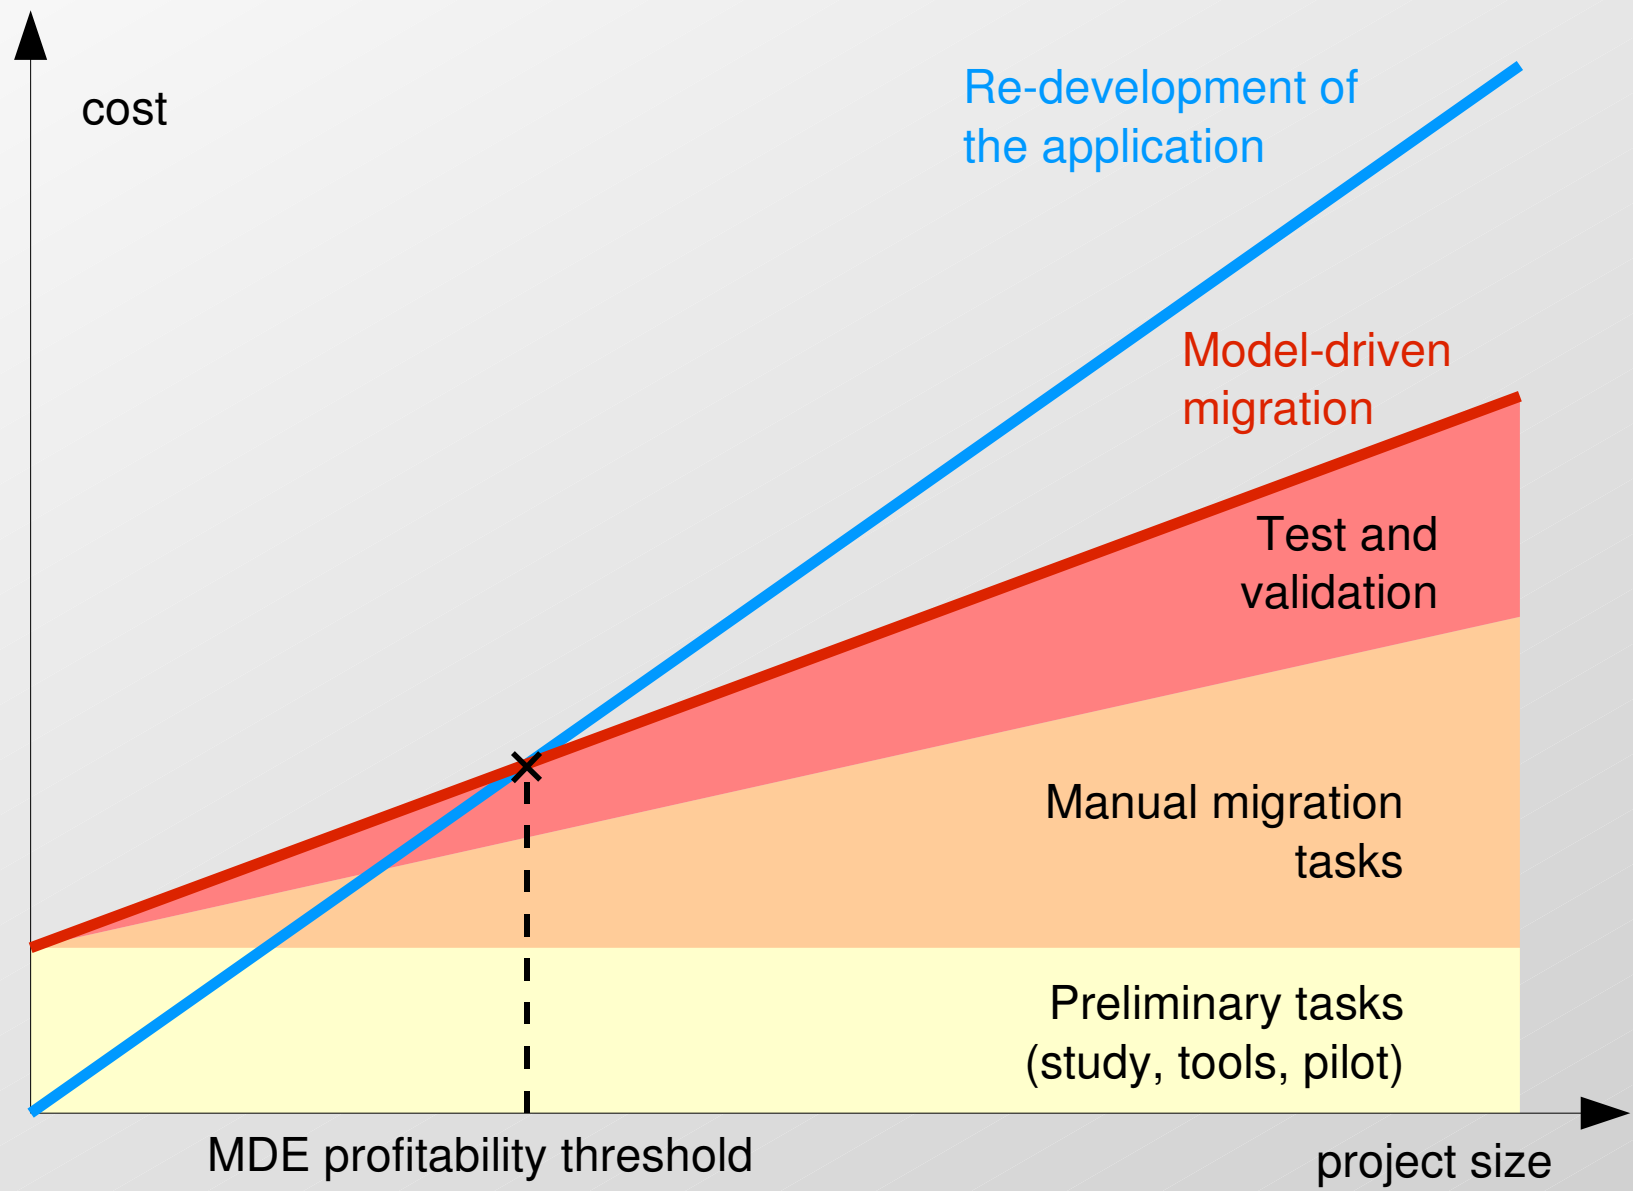 cost
Re-development of
the application
Model-driven
migration
Test and
validation
Manual migration
tasks
Preliminary tasks
(study, tools, pilot)
MDE profitability threshold
project size